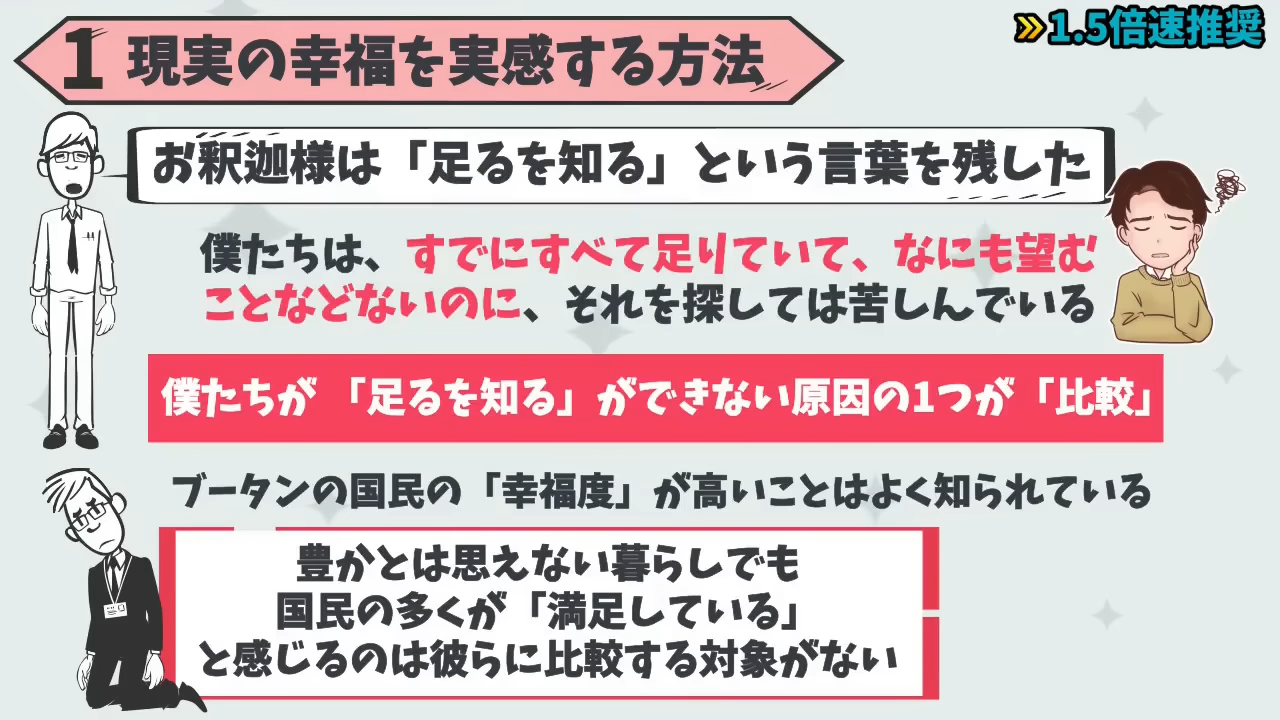 1.5倍速推奨
1 現実の幸福を実感する方法
お釈迦様は「足るを知る」という言葉を残した
僕たちは、すでにすべて足りていて、なにも望む
ことなどないのに、それを探しては苦しんでいる
僕たちが「足るを知る」ができない原因の1つが「比較」
ブータンの国民の「幸福度」が高いことはよく知られている
豊かとは思えない暮らしでも
国民の多くが「満足している」
と感じるのは彼らに比較する対象がない